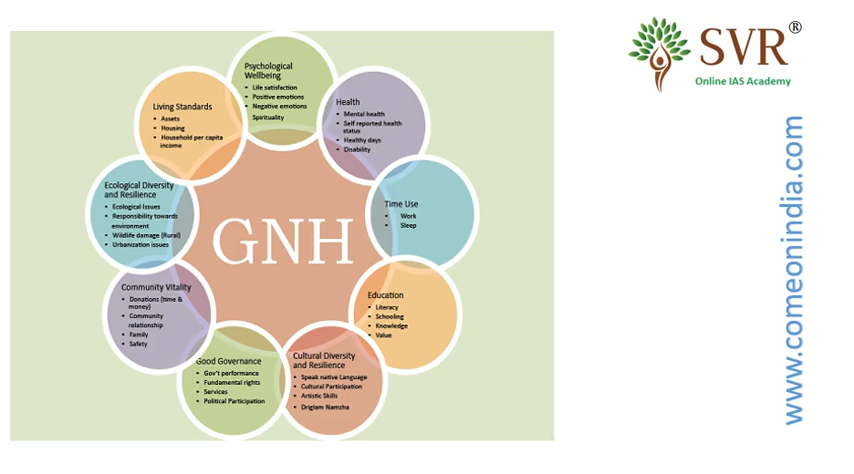 Psychological
Wellbeing
• Life satisfaction
• Positive emotions
• Negative emotions
Spirituality
Health
• Mental health
• Self reported health
status
• Healthy days
• Disability
Time Use
• Work
• Sleep
Education
• Literacy
• Schooling
• Knowledge
• Value
Cultural Diversity
and Resilience
• Speak native Language
• Cultural Participation
• Artistic Skills
• Driglam Namzha
Good Governance
• Gov't performance
• Fundamental rights
• Services
• Political Participation
Community Vitality
• Donations (time &
money)
• Community
relationship
• Family
• Safety
Ecological Diversity
and Resilience
• Ecological Issues
• Responsibility towards
environment
• Wildlife damage (Rural)
• Urbanization issues
Living Standards
• Assets
• Housing
• Household per capita
income
GNH
SVR®
Online IAS Academy
www.comeonindia.com